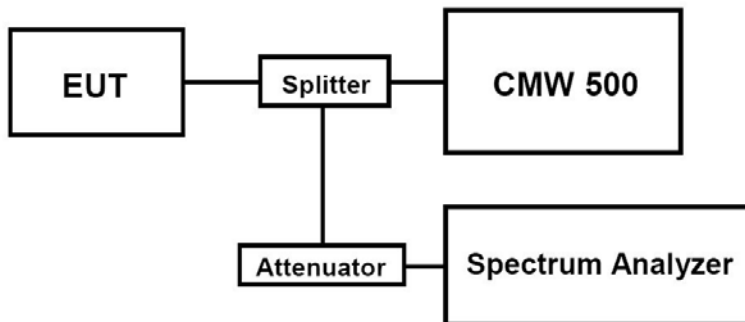 EUT
Splitter
CMW 500
Attenuator
Spectrum Analyzer